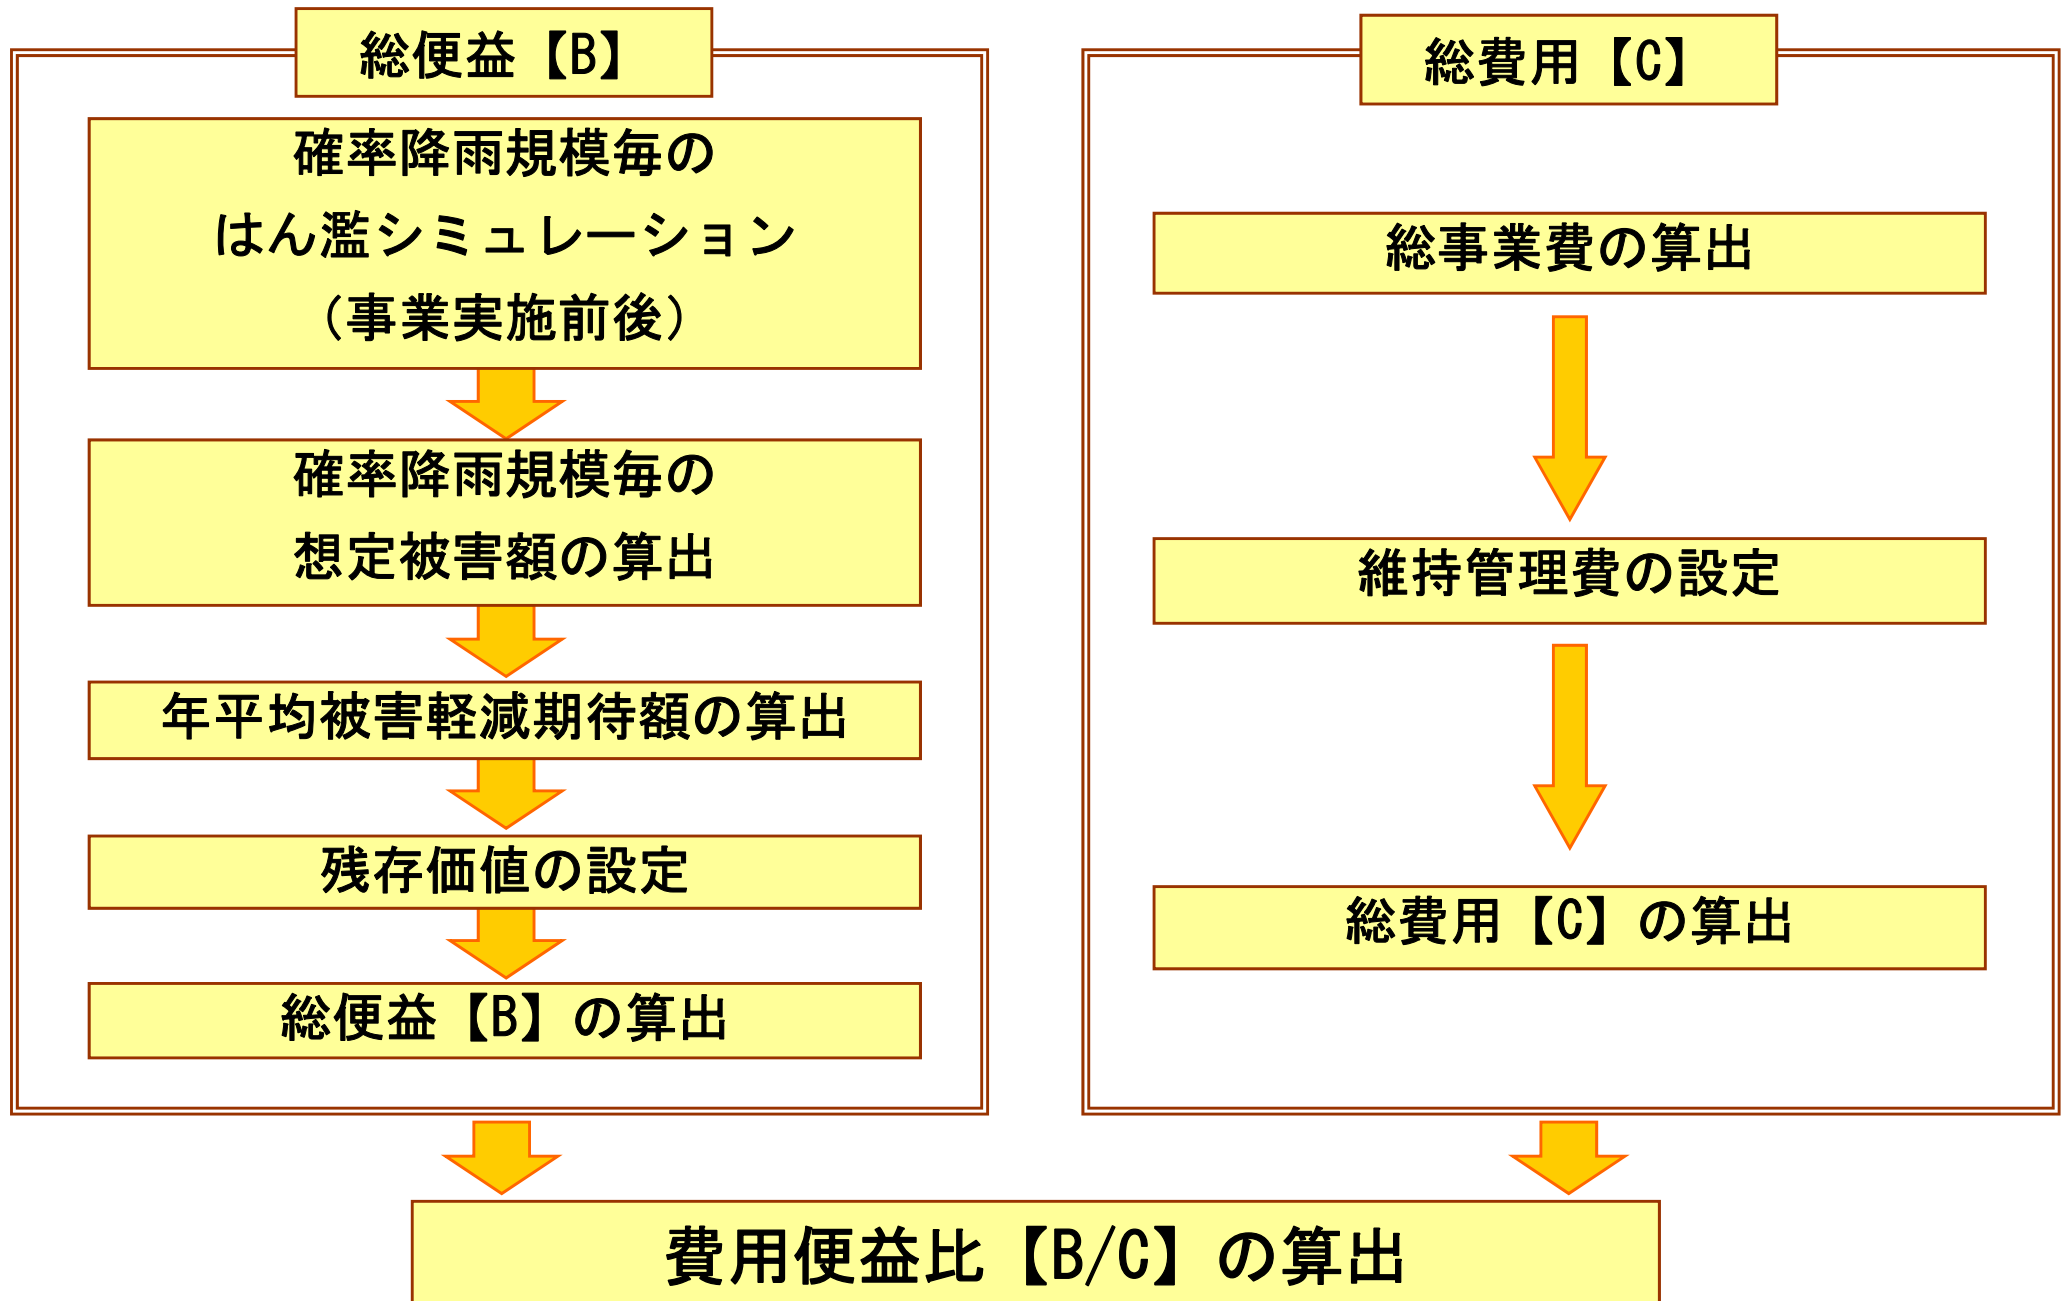 総便益【B】
確率降雨規模毎の
はん濫シミュレーション
（事業実施前後）
確率降雨規模毎の
想定被害額の算出
年平均被害軽減期待額の算出
残存価値の設定
総便益【B】の算出
総費用【C】
総事業費の算出
維持管理費の設定
総費用【C】の算出
費用便益比【B/C】の算出